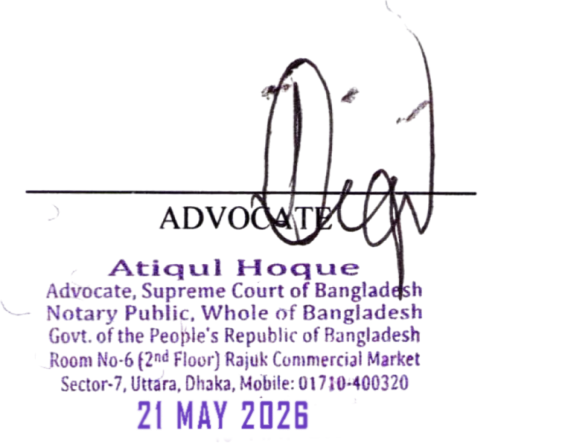 ADVOCATE
Atiqul Hoque
Advocate, Supreme Court of Bangladesh
Notary Public, Whole of Bangladesh
Govt. of the People's Republic of Bangladesh
Room No-6 (2nd Floor) Rajuk Commercial Market
Sector-7, Uttara, Dhaka, Mobile: 01710-400320
21 MAY 2026